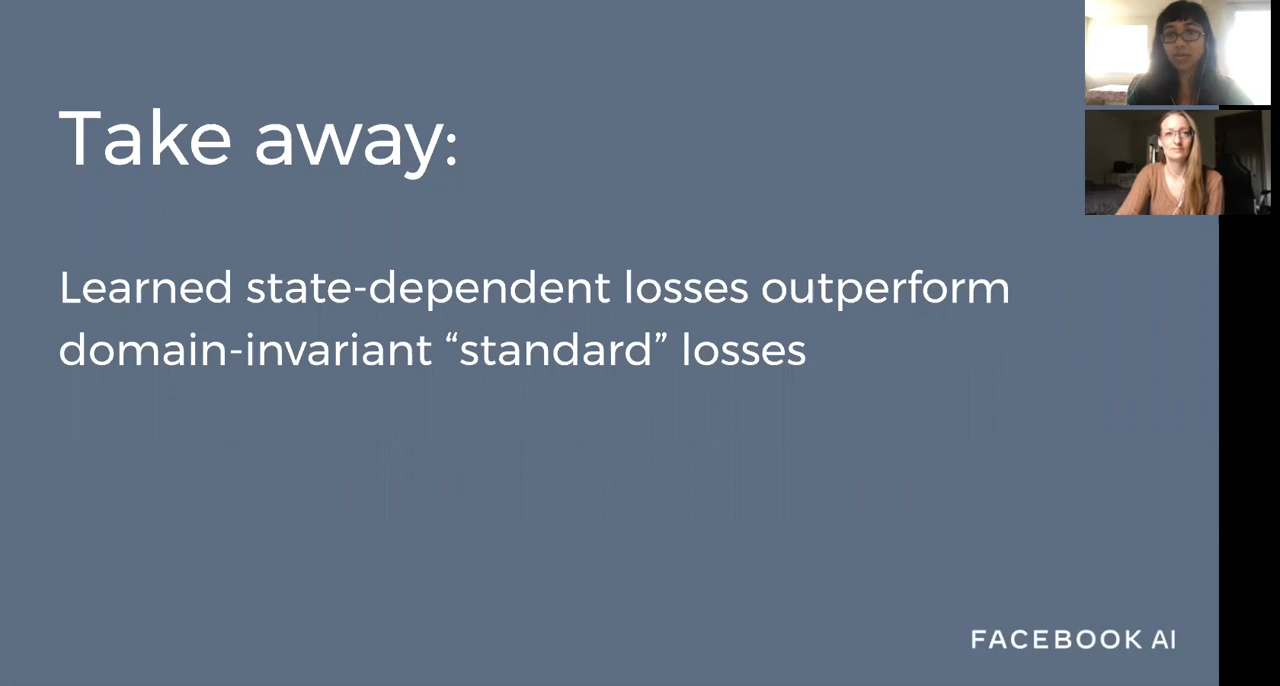 Take away:
Learned state-dependent losses outperform
domain-invariant “standard” losses
FACEBOOK AI